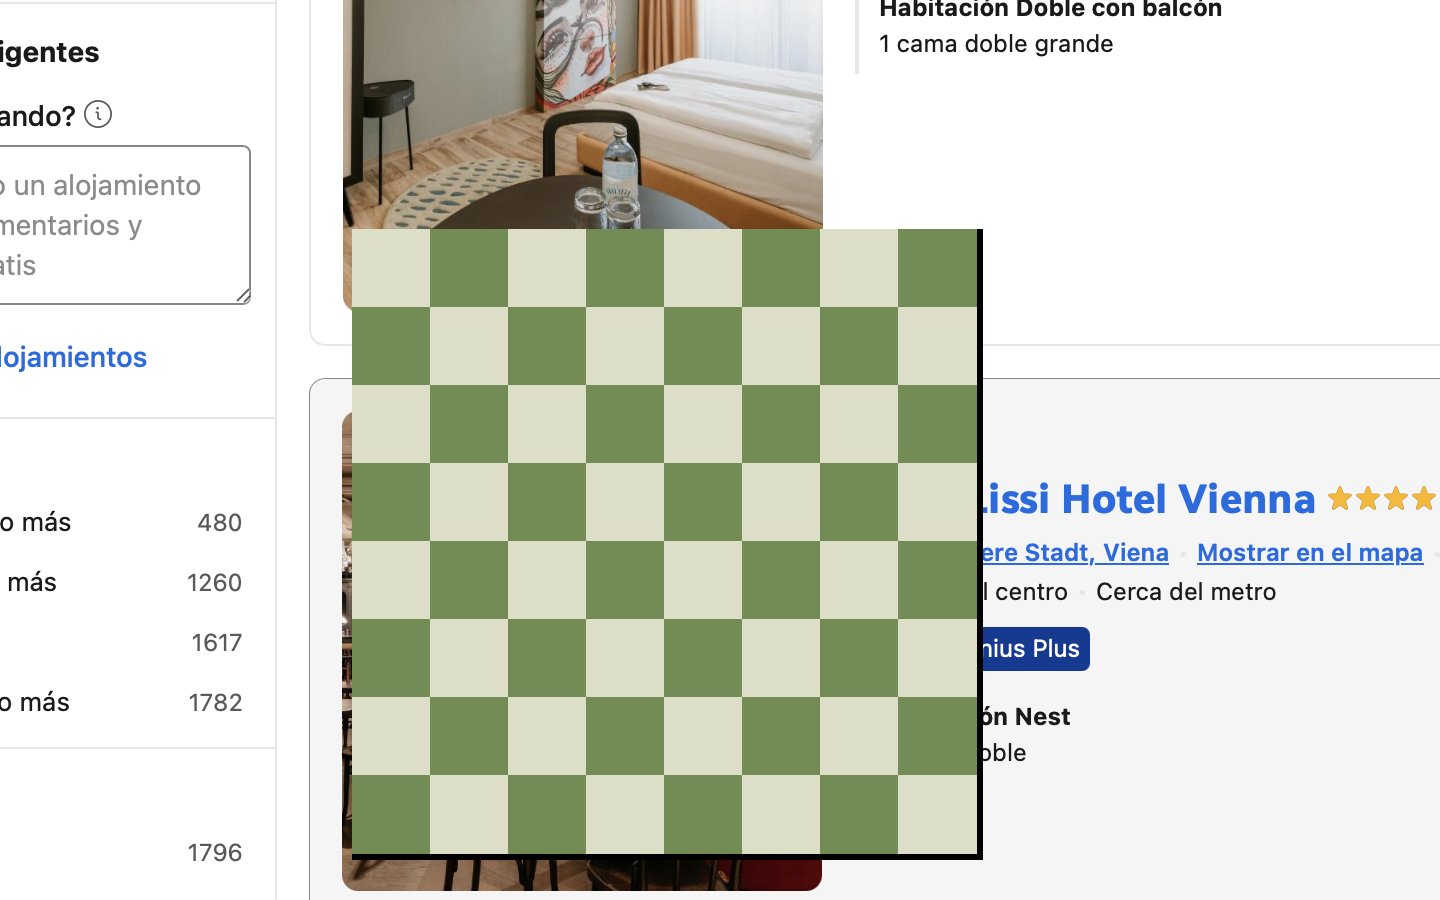 igentes
ando?
o un alojamiento
mentarios y
atis
lojamientos
o más 480
más 1260
1617
o más 1782
1796
Habitación Doble con balcón
1 cama doble grande
Lissi Hotel Vienna
ere Stadt, Viena Mostrar en el mapa
l centro Cerca del metro
nius Plus
ón Nest
oble